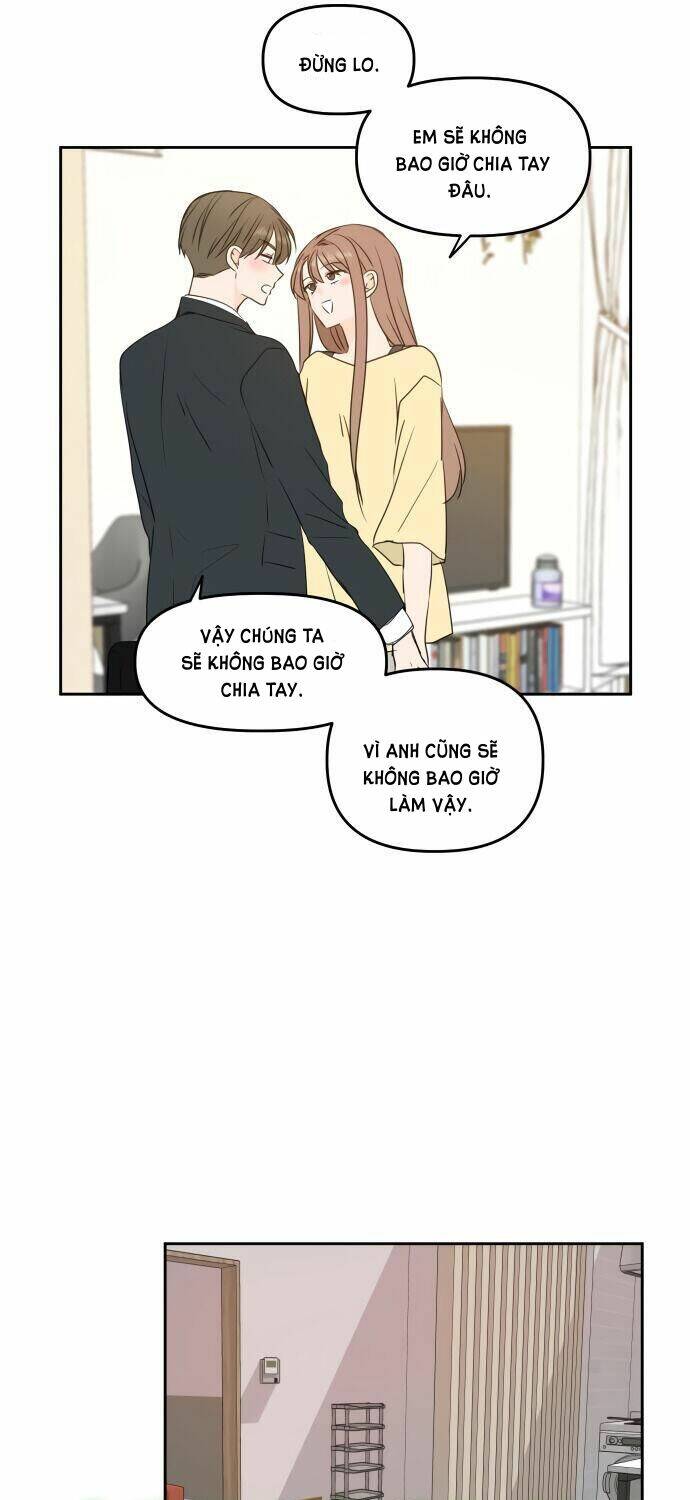 ĐỪNG LO.
EM SẼ KHÔNG
BAO GIỜ CHIA TAY
ĐÂU.
VẬY CHÚNG TA
SẼ KHÔNG BAO GIỜ
CHIA TAY.
VÌ ANH CŨNG SẼ
KHÔNG BAO GIỜ
LÀM VẬY.